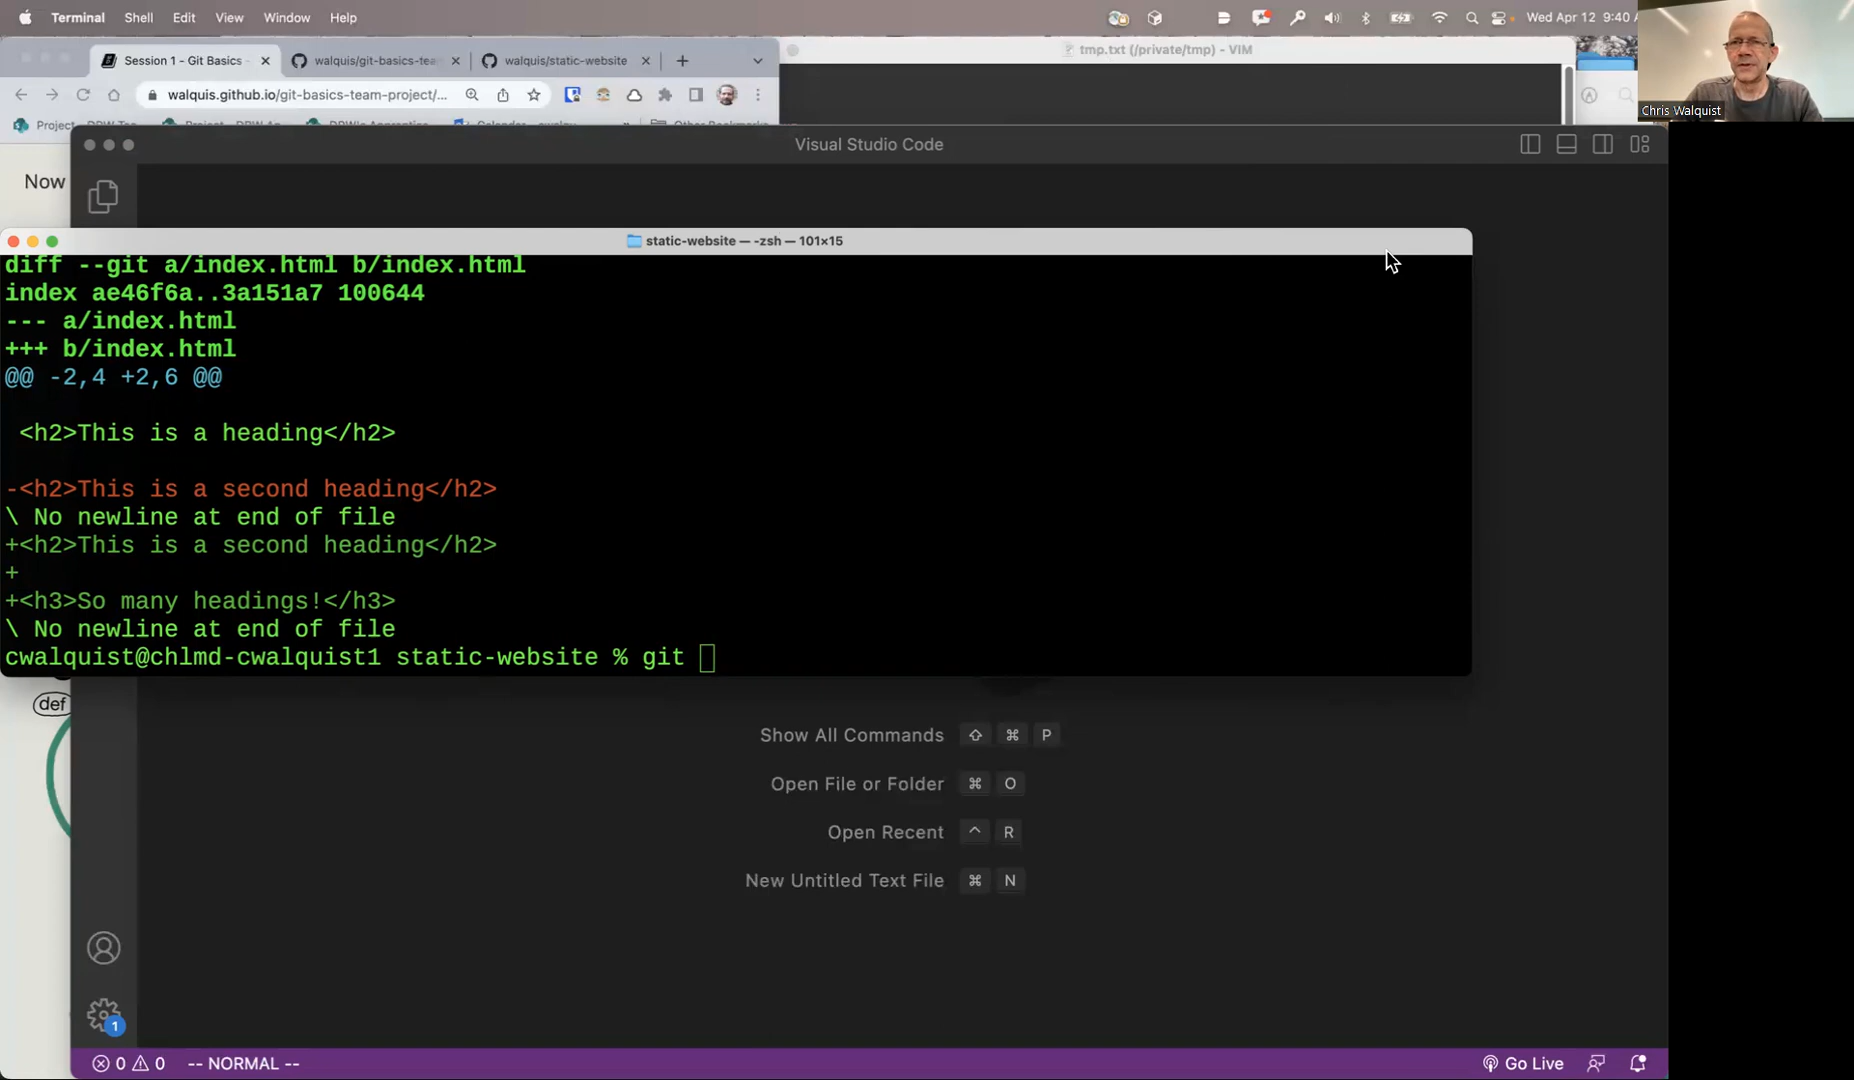 Terminal Shell Edit View Window Help
Wed Apr 12 9:40
Session 1 - Git Basics
walquis/git-basics-tea
walquis/static-website
tmp.txt (/private/tmp) - VIM
walquis.github.io/git-basics-team-project/...
Chris Walquist
Visual Studio Code
Now
static-website — -zsh — 101×15
diff --git a/index.html b/index.html
index ae46f6a..3a151a7 100644
--- a/index.html
+++ b/index.html
@@ -2,4 +2,6 @@
<h2>This is a heading</h2>
-<h2>This is a second heading</h2>
\ No newline at end of file
+<h2>This is a second heading</h2>
+
+<h3>So many headings!</h3>
\ No newline at end of file
cwalquist@chlmd-cwalquist1 static-website % git
def
Show All Commands ⇧ ⌘ P
Open File or Folder ⌘ O
Open Recent ^ R
New Untitled Text File ⌘ N
1
0 0 -- NORMAL --
Go Live